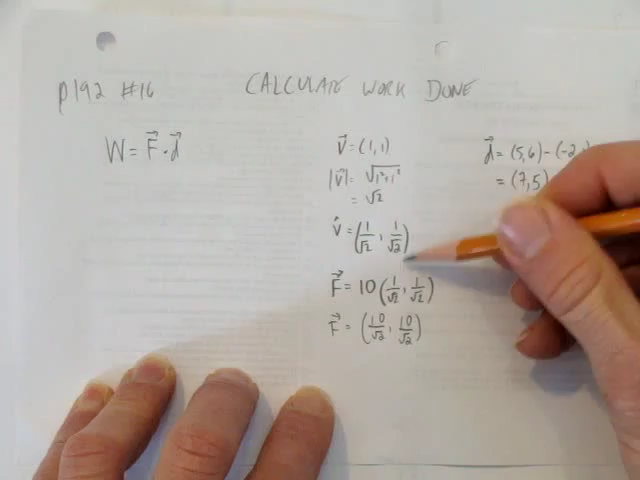 p192 #16 CALCULATE WORK DONE
W = F⃗ · d⃗
v⃗ = (1,1)
|v⃗| = √1²+1²
= √2
v̂ = (1/√2, 1/√2)
F⃗ = 10(1/√2, 1/√2)
F⃗ = (10/√2, 10/√2)
d⃗ = (5,6) - (-2,
= (7,5)